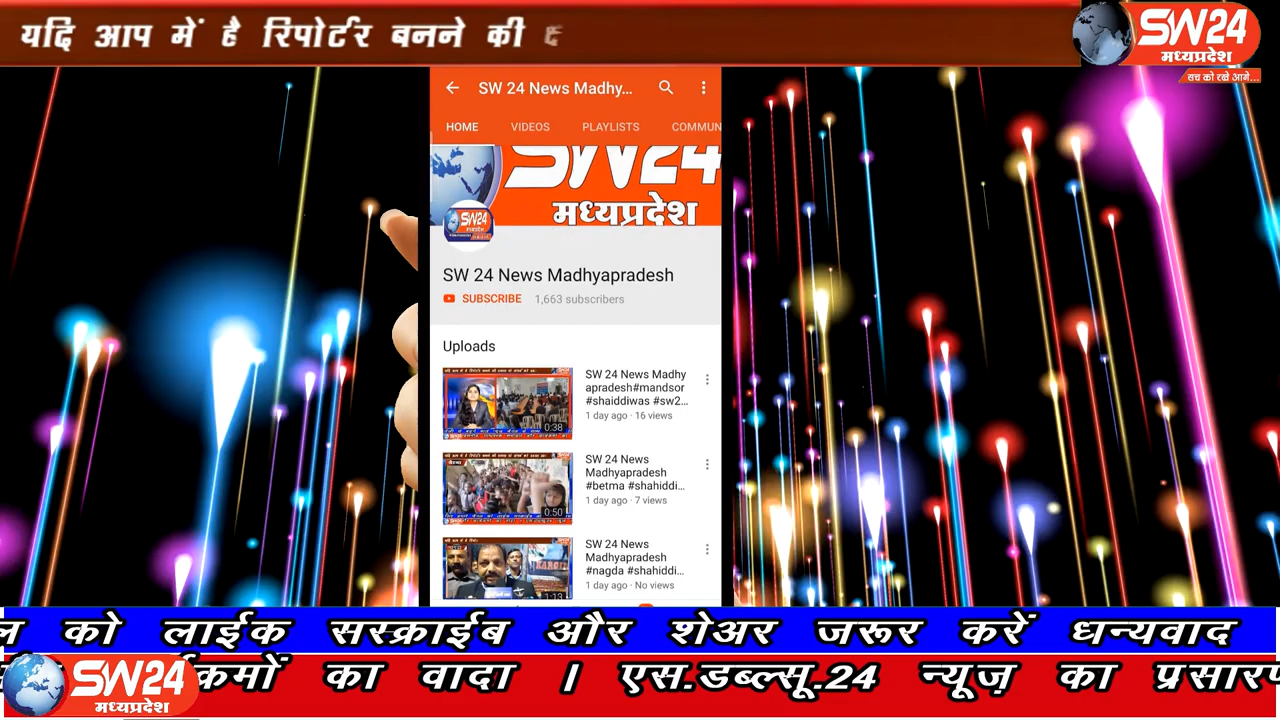 यदि आप में है रिपोर्टर बनने की
SW24
मध्यप्रदेश
सच को रखे आगे...
SW 24 News Madhy...
HOME VIDEOS PLAYLISTS COMMUN
SW24
मध्यप्रदेश
SW24
SW 24 News Madhyapradesh
SUBSCRIBE 1,663 subscribers
Uploads
SW 24 News Madhy
apradesh#mandsor
#shaiddiwas #sw2...
1 day ago · 16 views
0:38
SW 24 News
Madhyapradesh
#betma #shahiddi...
1 day ago · 7 views
0:50
SW 24 News
Madhyapradesh
#nagda #shahiddi...
1 day ago · No views
1:13
को लाईक सस्क्राईब और शेअर जरूर करें धन्यवाद
का वादा । एस.डब्ल्सू.24 न्यूज़ का प्रसारण
SW24
मध्यप्रदेश